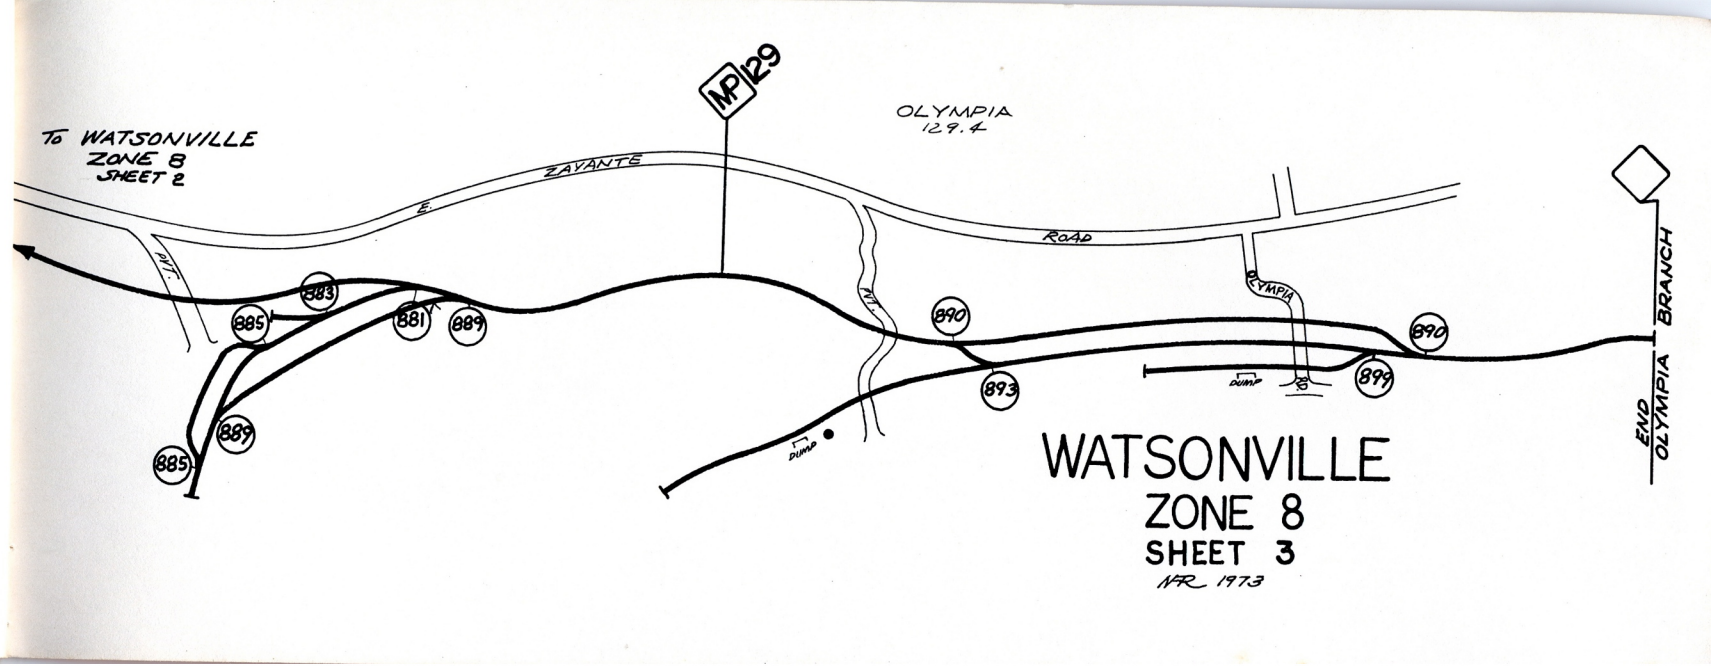 MP 129
OLYMPIA
129.4
To WATSONVILLE
ZONE 8
SHEET 2
E. ZAYANTE ROAD
PVT.
PVT.
OLYMPIA RD
883
885
881
889
890
890
893
899
889
885
DUMP
DUMP
END OLYMPIA BRANCH
WATSONVILLE
ZONE 8
SHEET 3
1973